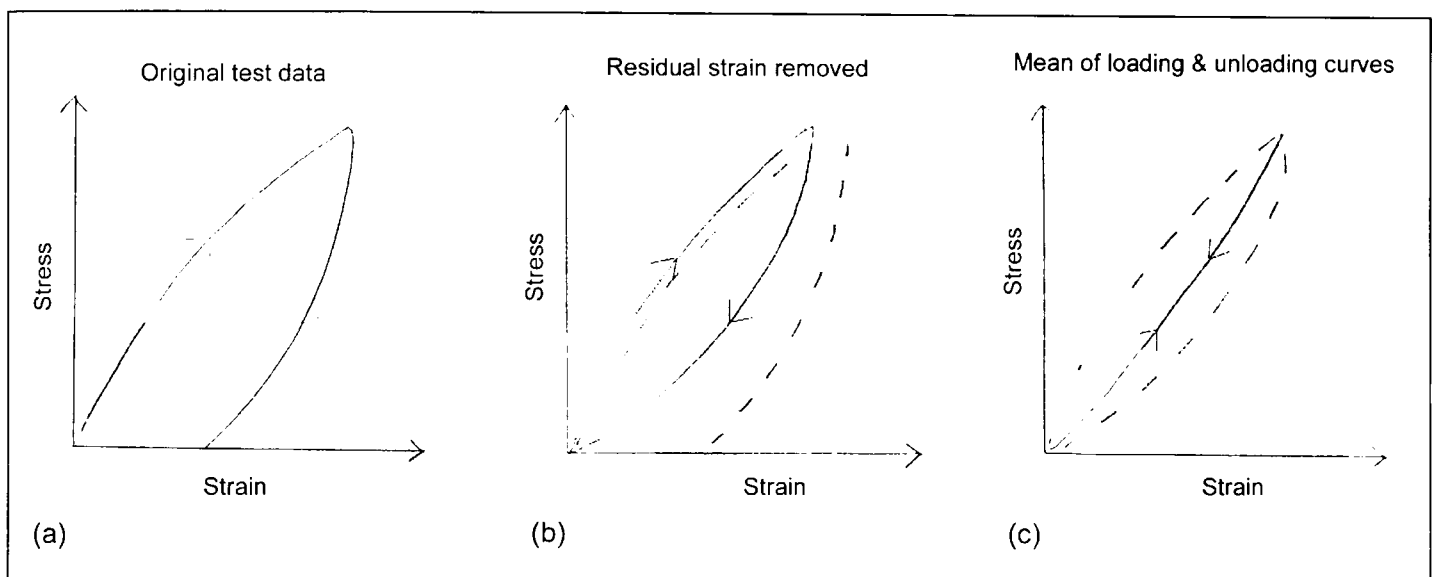 Original test data
Stress
Strain
(a)
Residual strain removed
Stress
Strain
(b)
Mean of loading & unloading curves
Stress
Strain
(c)